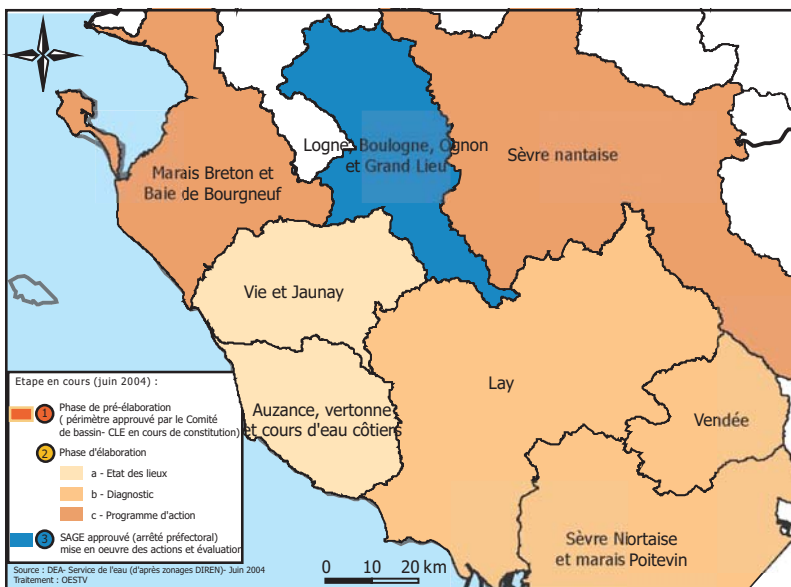 Logne, Boulogne, Ognon
et Grand Lieu
Sèvre nantaise
Marais Breton et
Baie de Bourgneuf
Vie et Jaunay
Lay
Auzance, vertonne
et cours d'eau côtiers
Vendée
Sèvre Niortaise
et marais Poitevin
Etape en cours (juin 2004) :
1 Phase de pré-élaboration
( périmètre approuvé par le Comité
de bassin- CLE en cours de constitution)
2 Phase d'élaboration
a - Etat des lieux
b - Diagnostic
c - Programme d'action
3 SAGE approuvé (arrêté préfectoral)
mise en oeuvre des actions et évaluation
Source : DEA- Service de l'eau (d'après zonages DIREN)- Juin 2004
Traitement : OESTV
0 10 20 km